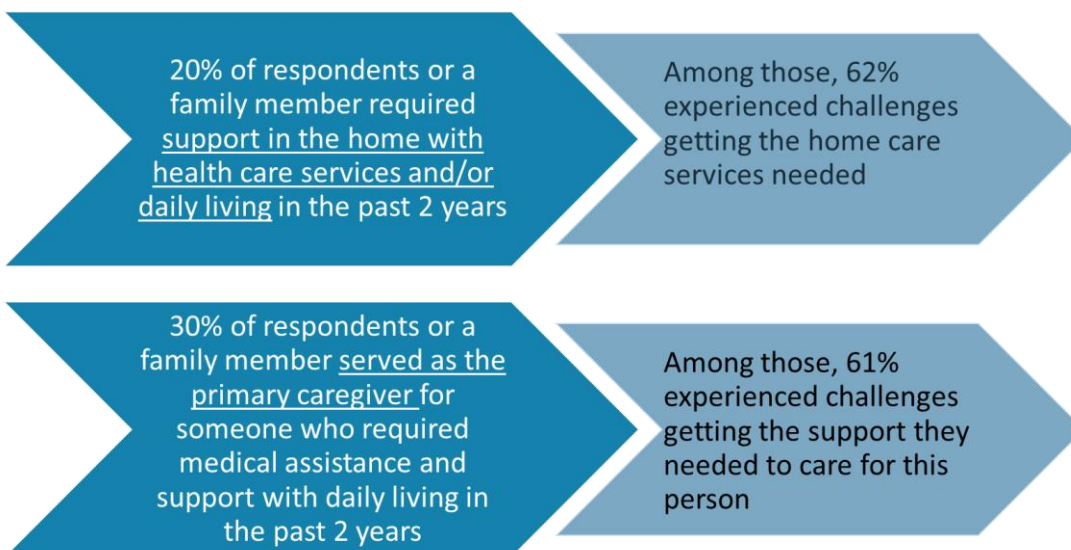 20% of respondents or a
family member required
support in the home with
health care services and/or
daily living in the past 2 years
Among those, 62%
experienced challenges
getting the home care
services needed
30% of respondents or a
family member served as the
primary caregiver for
someone who required
medical assistance and
support with daily living in
the past 2 years
Among those, 61%
experienced challenges
getting the support they
needed to care for this
person